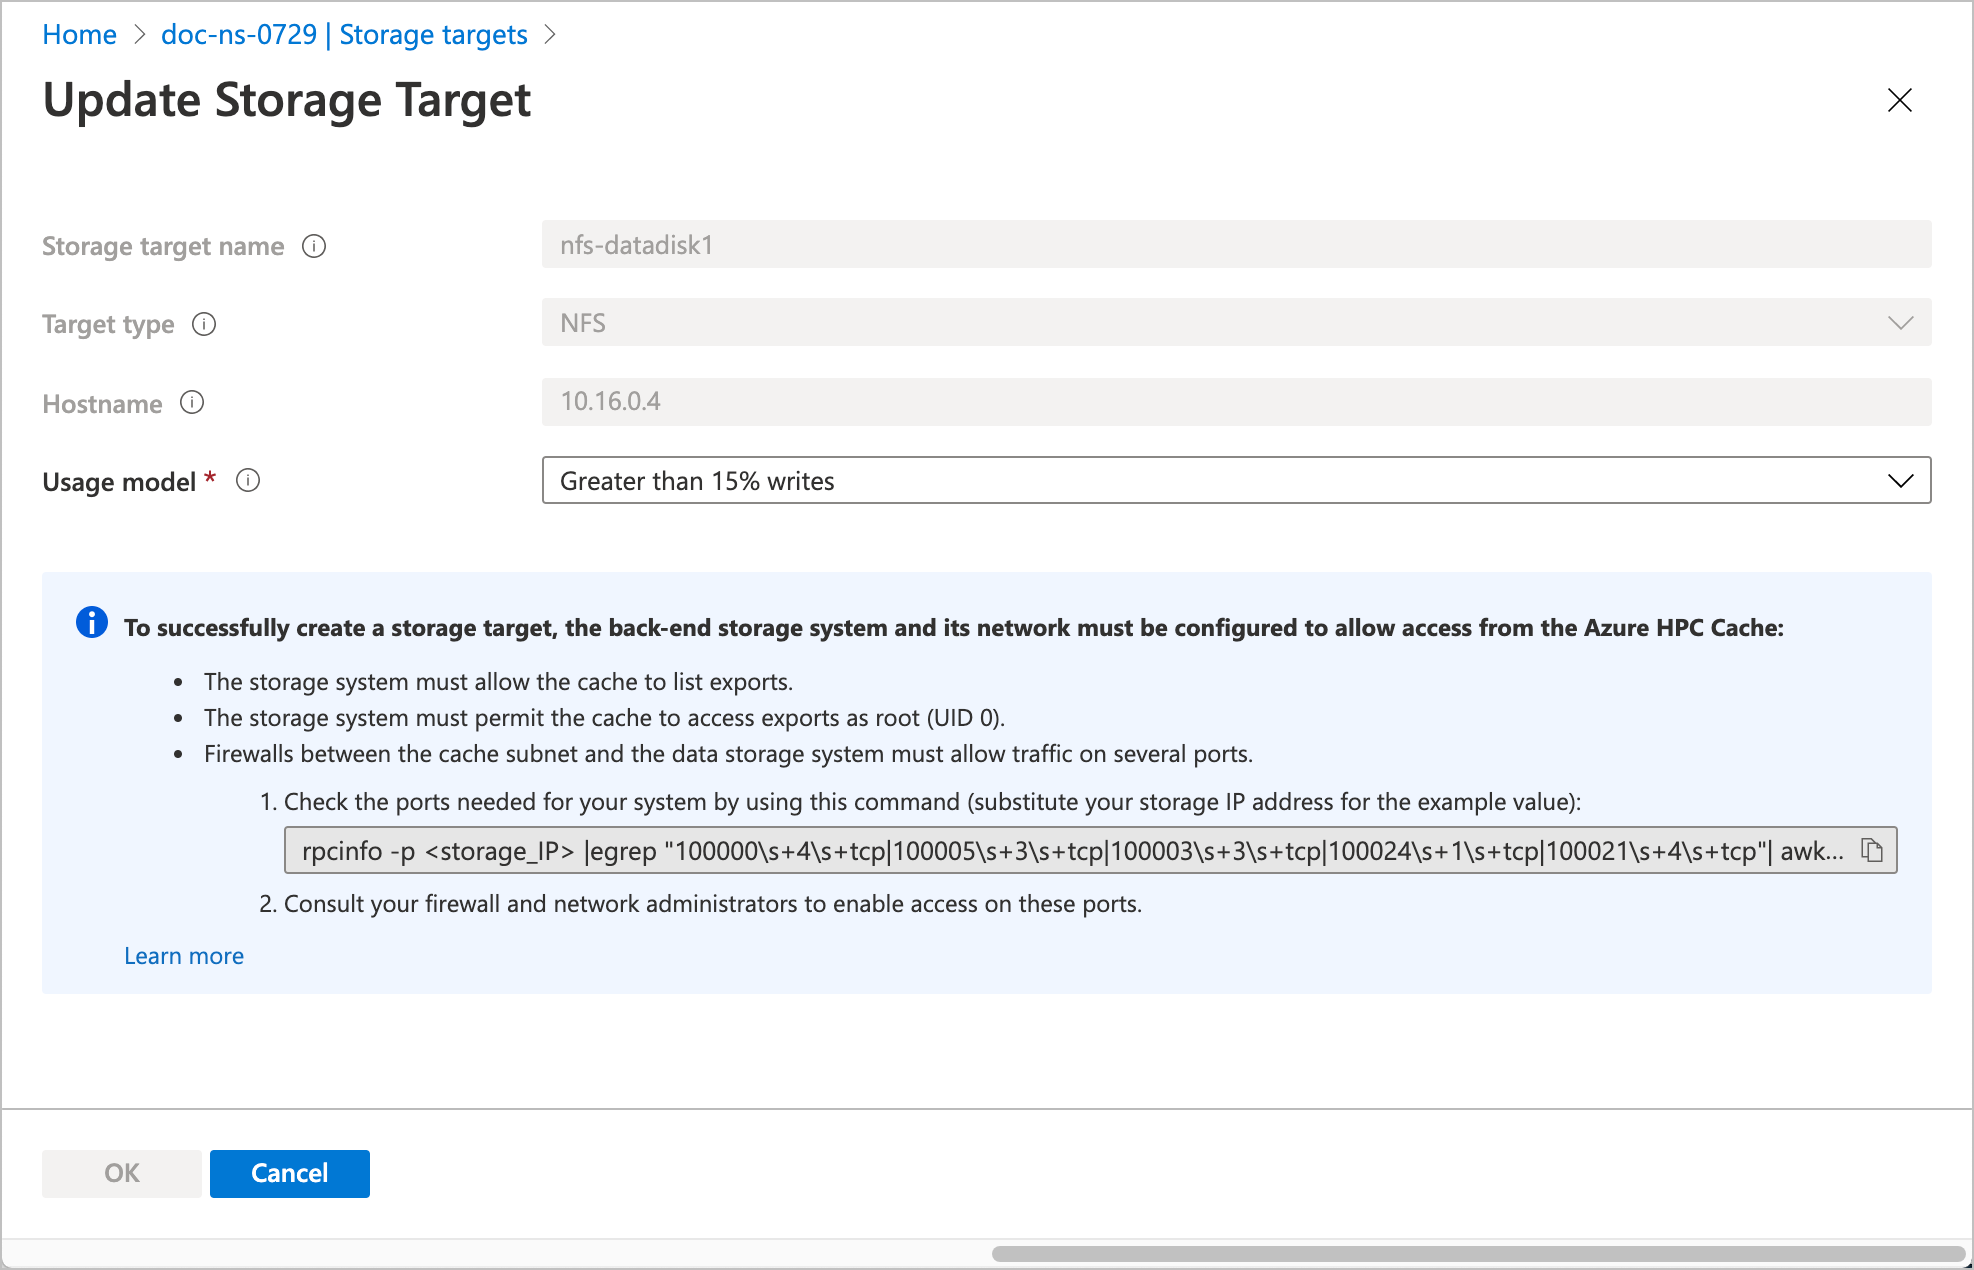 Home > doc-ns-0729 | Storage targets >
Update Storage Target
Storage target name
nfs-datadisk1
Target type
NFS
Hostname
10.16.0.4
Usage model *
Greater than 15% writes
To successfully create a storage target, the back-end storage system and its network must be configured to allow access from the Azure HPC Cache:
• The storage system must allow the cache to list exports.
• The storage system must permit the cache to access exports as root (UID 0).
• Firewalls between the cache subnet and the data storage system must allow traffic on several ports.
1. Check the ports needed for your system by using this command (substitute your storage IP address for the example value):
rpcinfo -p <storage_IP> |egrep "100000\s+4\s+tcp|100005\s+3\s+tcp|100003\s+3\s+tcp|100024\s+1\s+tcp|100021\s+4\s+tcp"| awk...
2. Consult your firewall and network administrators to enable access on these ports.
Learn more
OK
Cancel